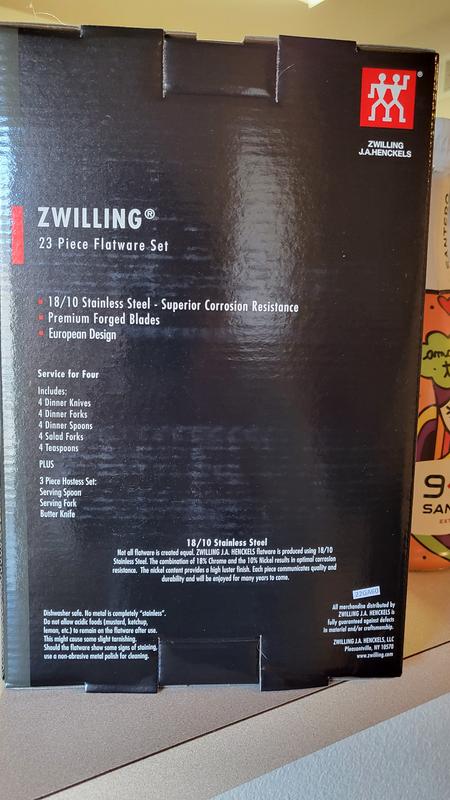 ®
ZWILLING
J.A.HENCKELS
ZWILLING®
23 Piece Flatware Set
18/10 Stainless Steel - Superior Corrosion Resistance
Premium Forged Blades
European Design
Service for Four
Includes:
4 Dinner Knives
4 Dinner Forks
4 Dinner Spoons
4 Salad Forks
4 Teaspoons
PLUS
3 Piece Hostess Set:
Serving Spoon
Serving Fork
Butter Knife
18/10 Stainless Steel
Not all flatware is created equal. ZWILLING J.A. HENCKELS flatware is produced using 18/10
Stainless Steel. The combination of 18% Chrome and the 10% Nickel results in optimal corrosion
resistance. The nickel content provides a high luster finish. Each piece communicates quality and
durability and will be enjoyed for many years to come.
22GA60
Dishwasher safe. No metal is completely "stainless".
Do not allow acidic foods (mustard, ketchup,
lemon, etc.) to remain on the flatware after use.
This might cause some slight tarnishing.
Should the flatware show some signs of staining,
use a non-abrasive metal polish for cleaning.
All merchandise distributed by
ZWILLING J.A. HENCKELS is
fully guaranteed against defects
in material and/or craftsmanship.
ZWILLING J.A. HENCKELS, LLC
Pleasantville, NY 10570
www.zwilling.com
9
SAN